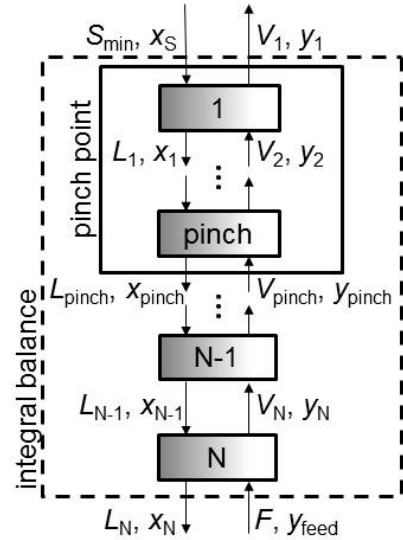 S_min, x_S V_1, y_1
1
L_1, x_1 V_2, y_2
⋮
pinch
pinch point
L_pinch, x_pinch V_pinch, y_pinch
⋮
N-1
L_N-1, x_N-1 V_N, y_N
N
integral balance
L_N, x_N F, y_feed